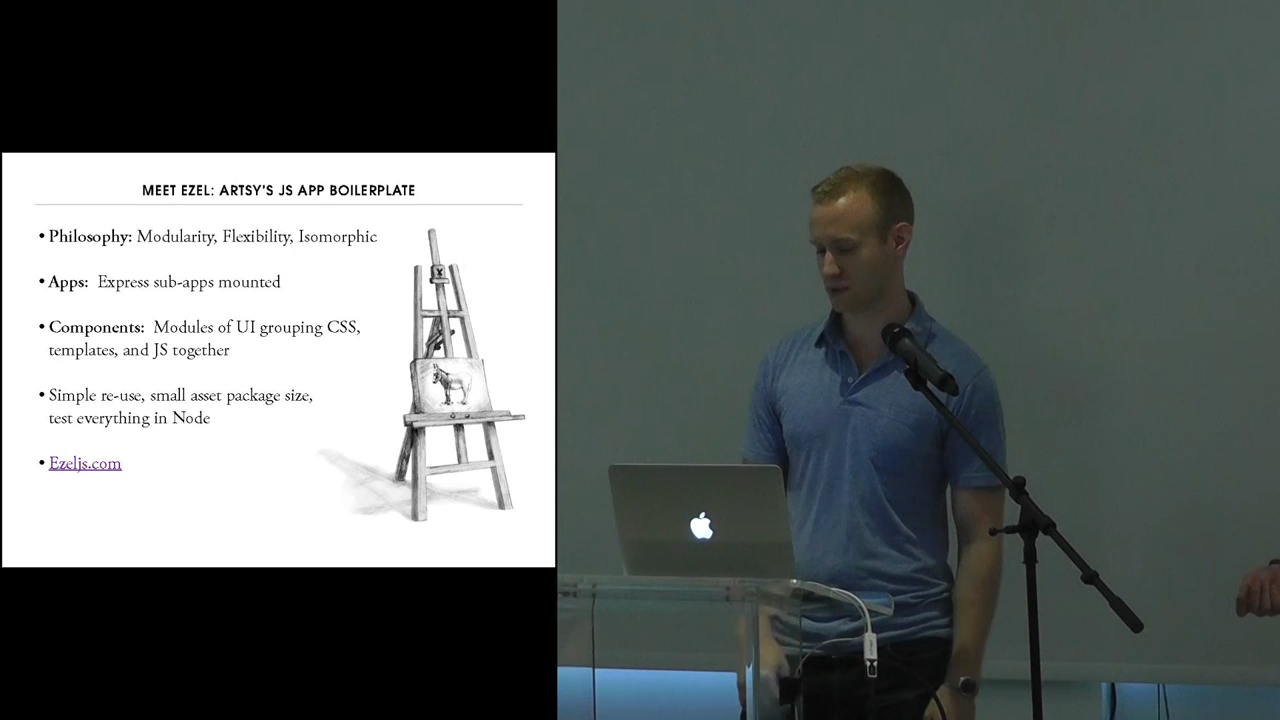 MEET EZEL: ARTSY'S JS APP BOILERPLATE
• Philosophy: Modularity, Flexibility, Isomorphic
• Apps: Express sub-apps mounted
• Components: Modules of UI grouping CSS,
templates, and JS together
• Simple re-use, small asset package size,
test everything in Node
• Ezeljs.com